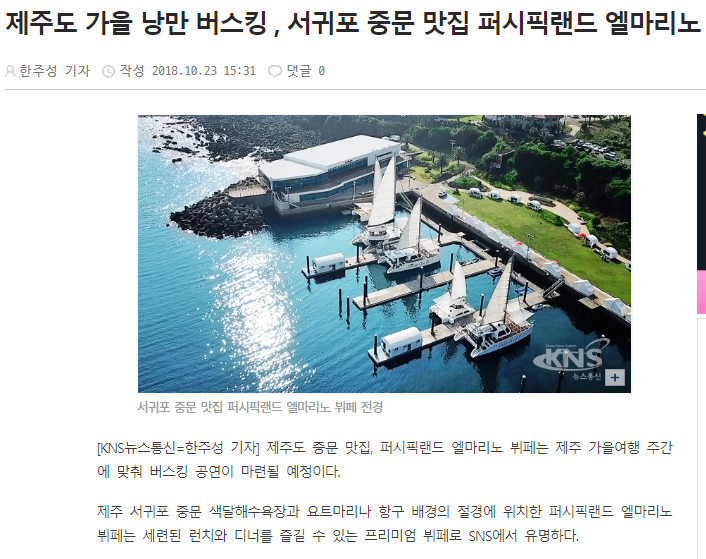 제주도 가을 낭만 버스킹 , 서귀포 중문 맛집 퍼시픽랜드 엘마리노
한주성 기자 작성 2018.10.23 15:31 댓글 0
KNS
뉴스통신
서귀포 중문 맛집 퍼시픽랜드 엘마리노 뷔페 전경
[KNS뉴스통신=한주성 기자] 제주도 중문 맛집, 퍼시픽랜드 엘마리노 뷔페는 제주 가을여행 주간
에 맞춰 버스킹 공연이 마련될 예정이다.
제주 서귀포 중문 색달해수욕장과 요트마리나 항구 배경의 절경에 위치한 퍼시픽랜드 엘마리노
뷔페는 세련된 런치와 디너를 즐길 수 있는 프리미엄 뷔페로 SNS에서 유명하다.